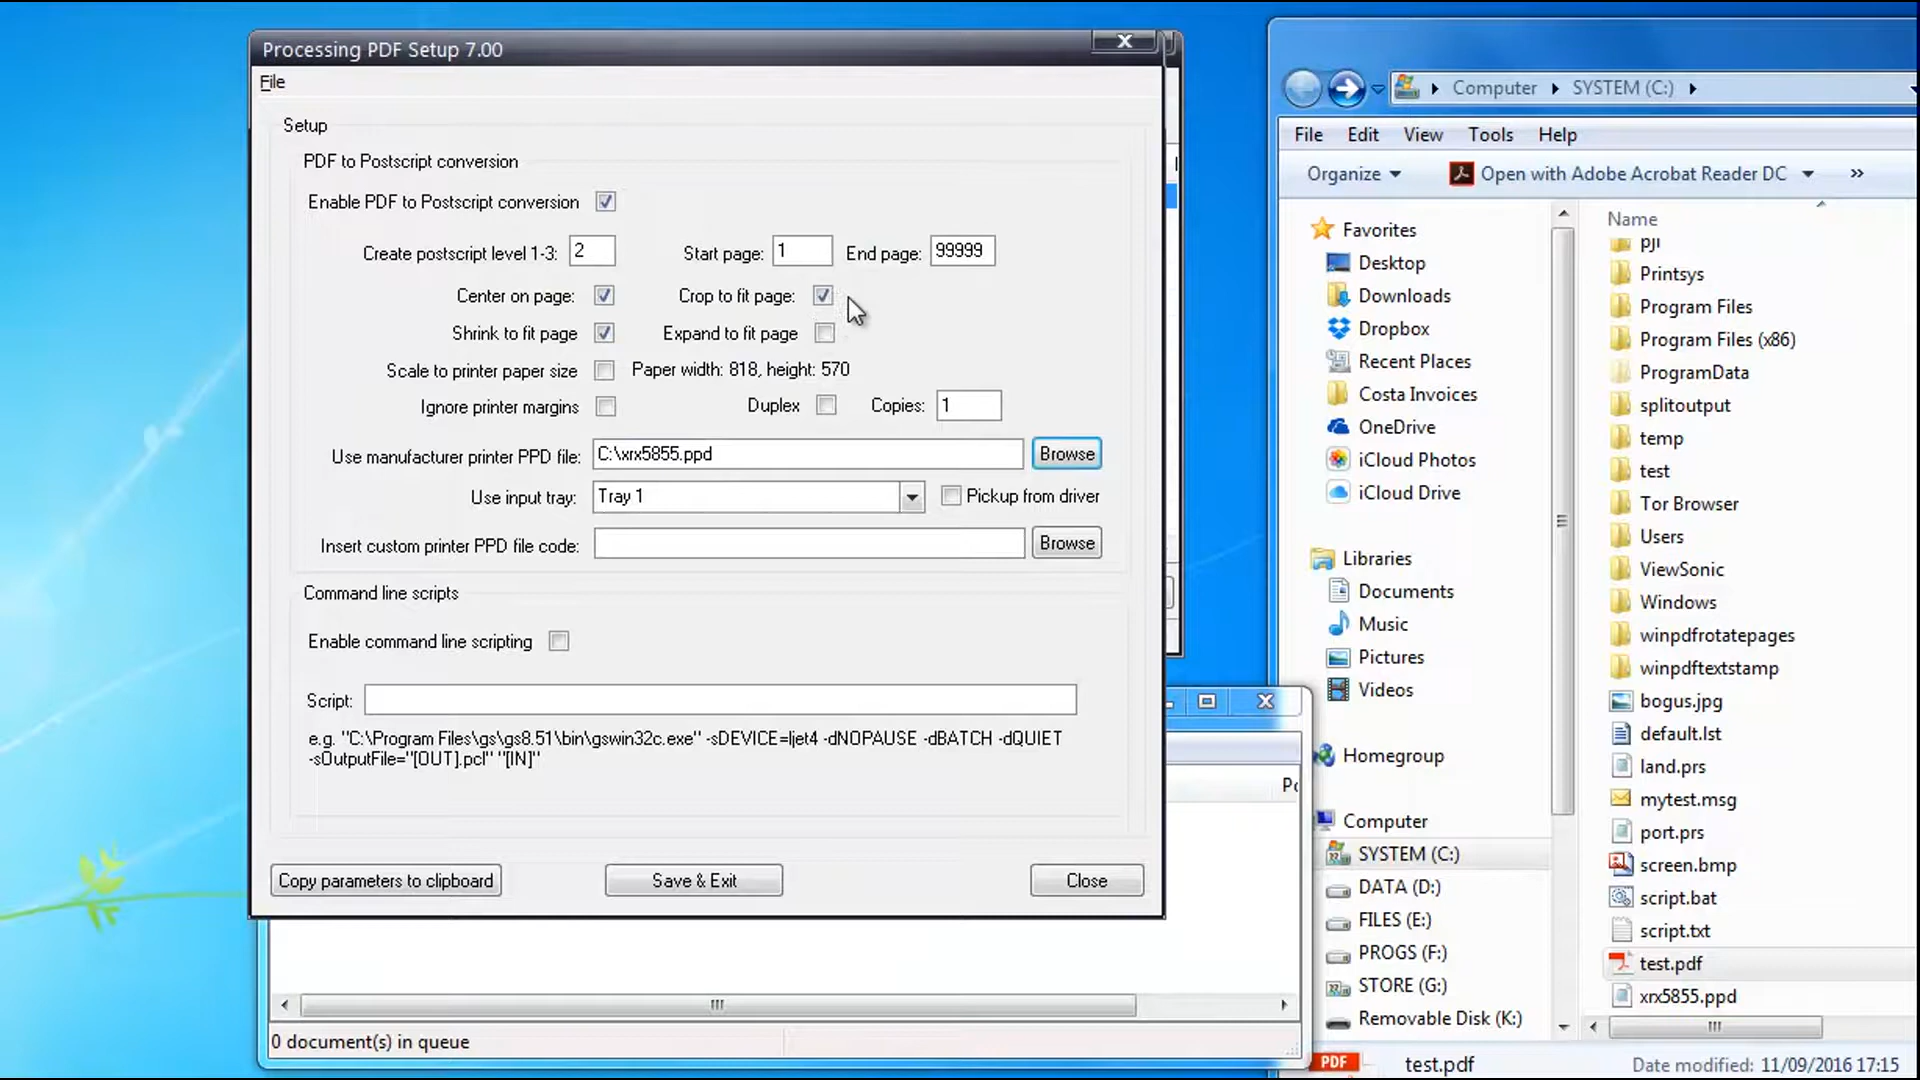 Processing PDF Setup 7.00
File
Setup
PDF to Postscript conversion
Enable PDF to Postscript conversion
Create postscript level 1-3: 2 Start page: 1 End page: 99999
Center on page: Crop to fit page:
Shrink to fit page Expand to fit page
Scale to printer paper size Paper width: 818, height: 570
Ignore printer margins Duplex Copies: 1
Use manufacturer printer PPD file: C:\xrx5855.ppd Browse
Use input tray: Tray 1 Pickup from driver
Insert custom printer PPD file code: Browse
Command line scripts
Enable command line scripting
Script:
e.g. "C:\Program Files\gs\gs8.51\bin\gswin32c.exe" -sDEVICE=ljet4 -dNOPAUSE -dBATCH -dQUIET
-sOutputFile="[OUT].pcl" "[IN]"
Copy parameters to clipboard Save & Exit Close
0 document(s) in queue
Computer SYSTEM (C:)
File Edit View Tools Help
Organize Open with Adobe Acrobat Reader DC »
Favorites
Desktop
Downloads
Dropbox
Recent Places
Costa Invoices
OneDrive
iCloud Photos
iCloud Drive
Libraries
Documents
Music
Pictures
Videos
Homegroup
Computer
SYSTEM (C:)
DATA (D:)
FILES (E:)
PROGS (F:)
STORE (G:)
Removable Disk (K:)
Name
Printsys
Program Files
Program Files (x86)
ProgramData
splitoutput
temp
test
Tor Browser
Users
ViewSonic
Windows
winpdfrotatepages
winpdftextstamp
bogus.jpg
default.lst
land.prs
mytest.msg
port.prs
screen.bmp
script.bat
script.txt
test.pdf
xrx5855.ppd
PDF test.pdf Date modified: 11/09/2016 17:15